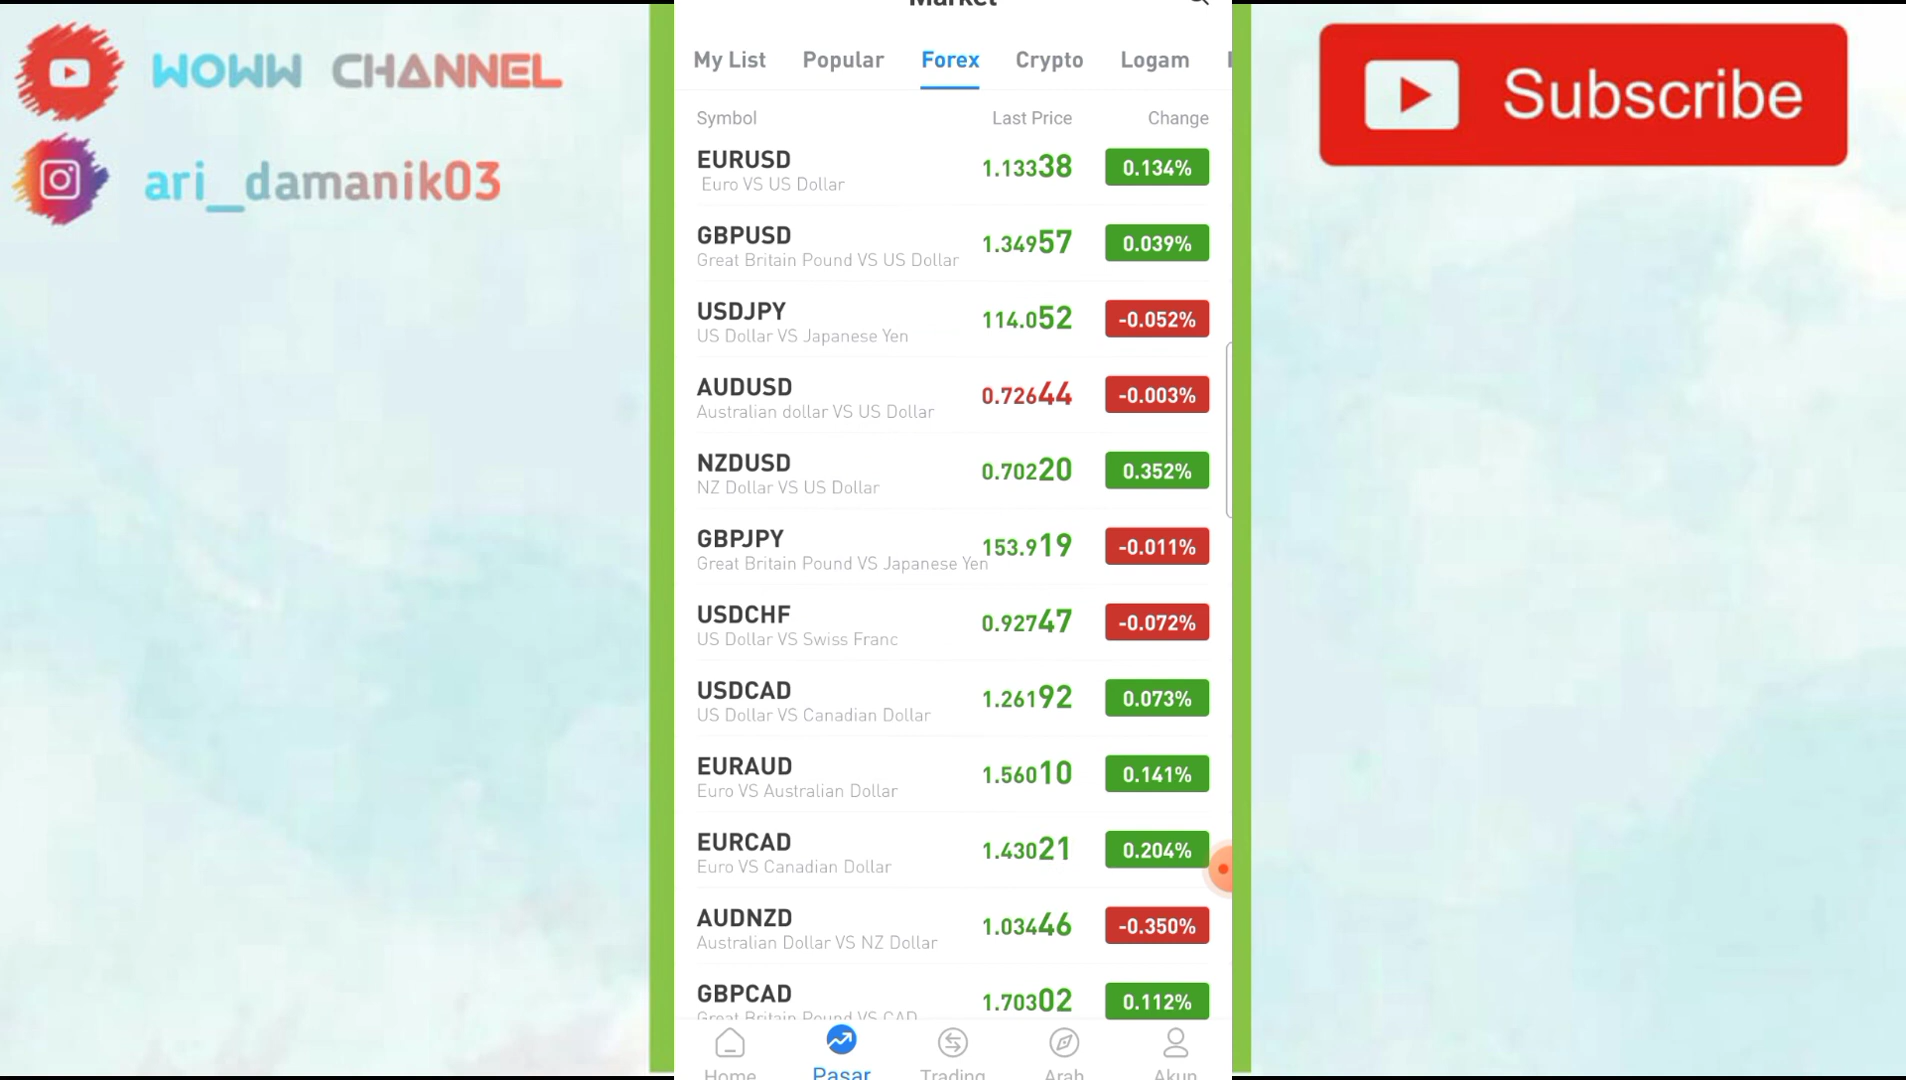 WOWW CHANNEL
ari_damanik03
Subscribe
Market
My List Popular Forex Crypto Logam
Symbol Last Price Change
EURUSD 1.13338 0.134%
Euro VS US Dollar
GBPUSD 1.34957 0.039%
Great Britain Pound VS US Dollar
USDJPY 114.052 -0.052%
US Dollar VS Japanese Yen
AUDUSD 0.72644 -0.003%
Australian dollar VS US Dollar
NZDUSD 0.70220 0.352%
NZ Dollar VS US Dollar
GBPJPY 153.919 -0.011%
Great Britain Pound VS Japanese Yen
USDCHF 0.92747 -0.072%
US Dollar VS Swiss Franc
USDCAD 1.26192 0.073%
US Dollar VS Canadian Dollar
EURAUD 1.56010 0.141%
Euro VS Australian Dollar
EURCAD 1.43021 0.204%
Euro VS Canadian Dollar
AUDNZD 1.03446 -0.350%
Australian Dollar VS NZ Dollar
GBPCAD 1.70302 0.112%
Great Britain Pound VS CAD
Home Pasar Trading Arah Akun